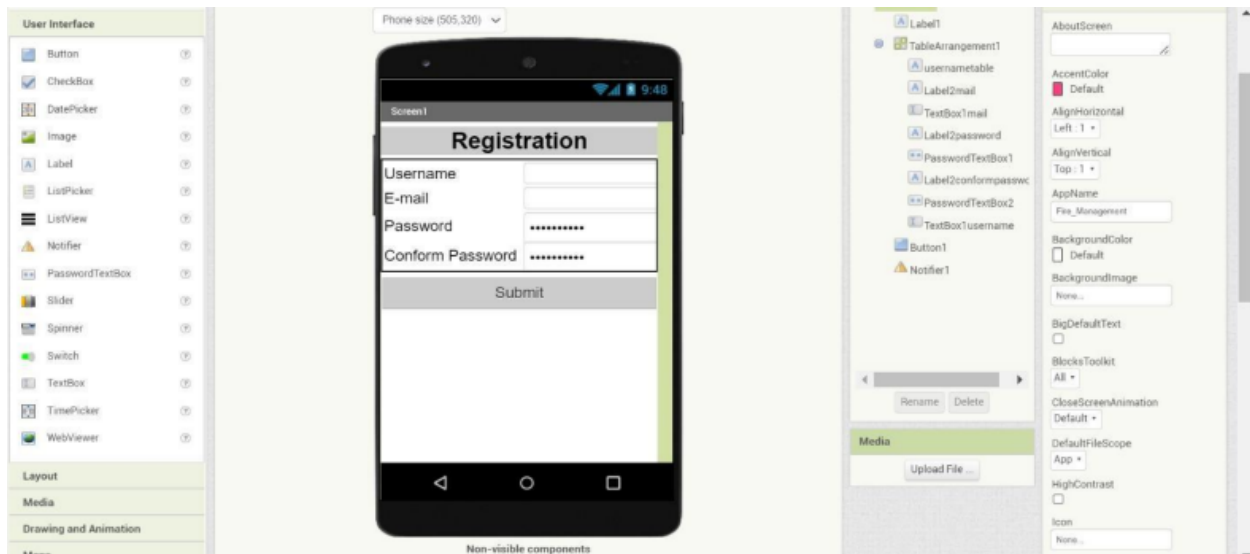 User Interface
Button
CheckBox
DatePicker
Image
Label
ListPicker
ListView
Notifier
PasswordTextBox
Slider
Spinner
Switch
TextBox
TimePicker
WebViewer
Layout
Media
Drawing and Animation
Phone size (505,320)
9:48
Screen1
Registration
Username
E-mail
Password
Conform Password
Submit
Non-visible components
Label1
TableArrangement1
usernametable
Label2mail
TextBox1mail
Label2password
PasswordTextBox1
Label2conformpasswo
PasswordTextBox2
TextBox1username
Button1
Notifier1
Rename Delete
Media
Upload File ...
AboutScreen
AccentColor
Default
AlignHorizontal
Left : 1
AlignVertical
Top : 1
AppName
Fire_Management
BackgroundColor
Default
BackgroundImage
None...
BigDefaultText
BlocksToolkit
All
CloseScreenAnimation
Default
DefaultFileScope
App
HighContrast
Icon
None...